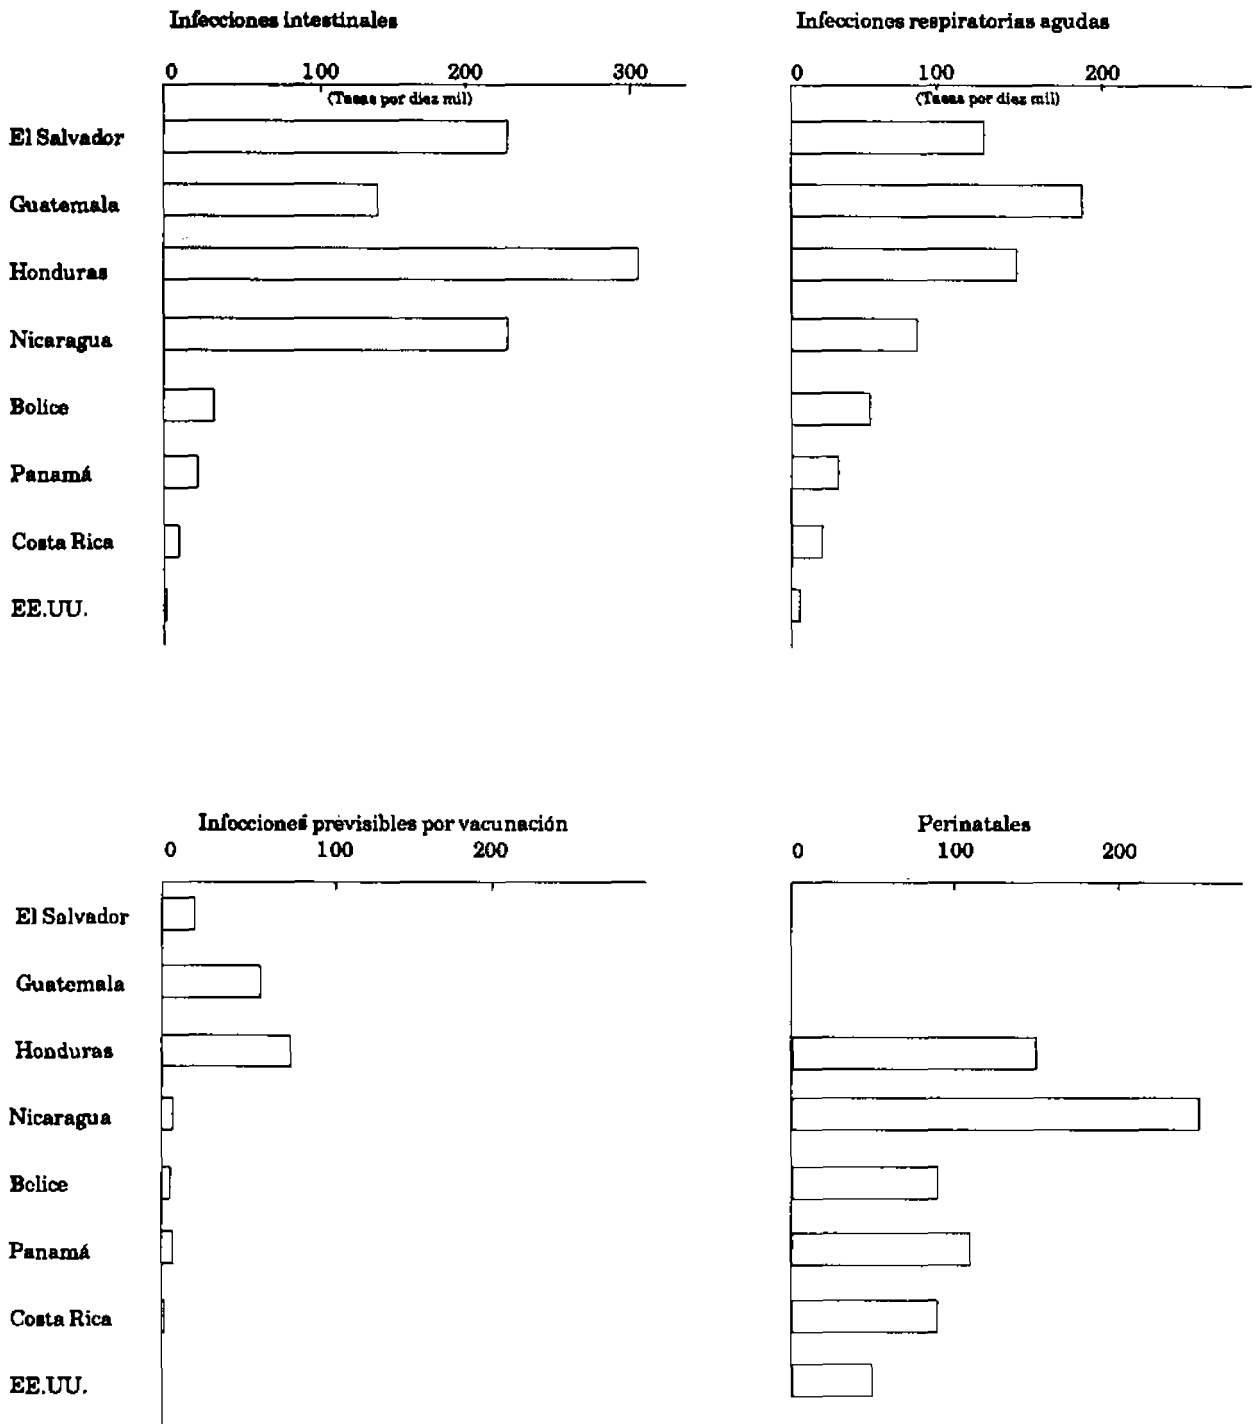 Infecciones intestinales
0 100 200 300
(Tasas por diez mil)
El Salvador
Guatemala
Honduras
Nicaragua
Bolice
Panamá
Costa Rica
EE.UU.
Infecciones respiratorias agudas
0 100 200
(Tasas por diez mil)
Infecciones previsibles por vacunación
0 100 200
El Salvador
Guatemala
Honduras
Nicaragua
Belice
Panamá
Costa Rica
EE.UU.
Perinatales
0 100 200